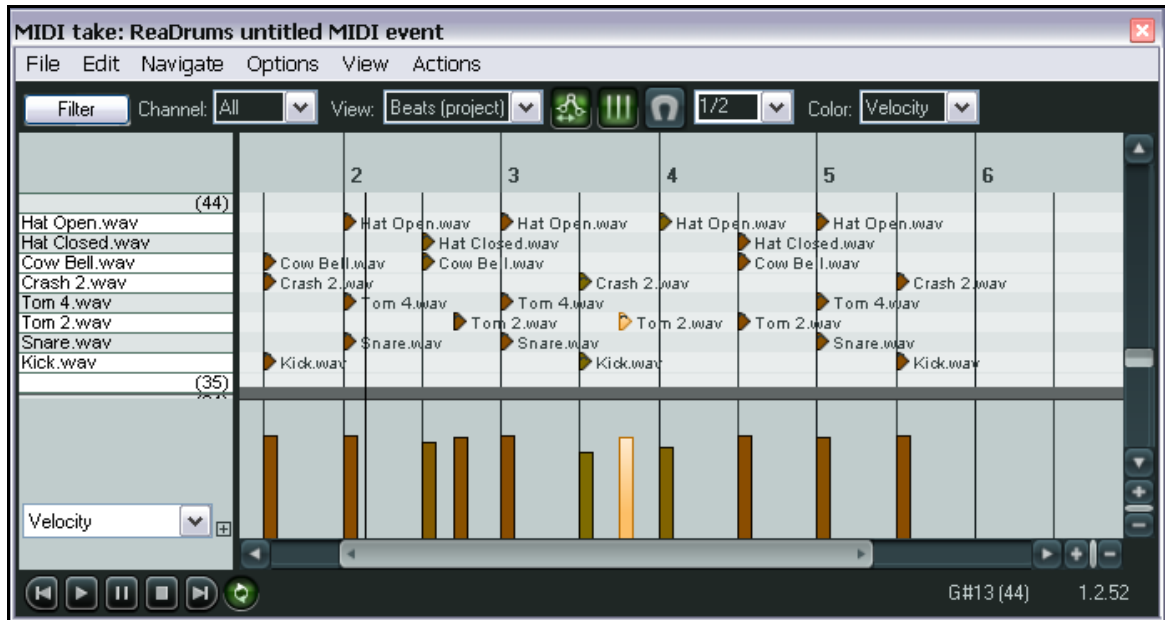 MIDI take: ReaDrums untitled MIDI event
File Edit Navigate Options View Actions
Filter Channel: All View: Beats (project) 1/2 Color: Velocity
2 3 4 5 6
(44)
Hat Open.wav Hat Open.wav Hat Open.wav Hat Open.wav Hat Open.wav
Hat Closed.wav Hat Closed.wav Hat Closed.wav
Cow Bell.wav Cow Bell.wav Cow Bell.wav Cow Bell.wav
Crash 2.wav Crash 2.wav Crash 2.wav Crash 2.wav
Tom 4.wav Tom 4.wav Tom 4.wav Tom 4.wav
Tom 2.wav Tom 2.wav Tom 2.wav Tom 2.wav
Snare.wav Snare.wav Snare.wav Snare.wav
Kick.wav Kick.wav Kick.wav Kick.wav
(35)
Velocity
G#13 (44) 1.2.52